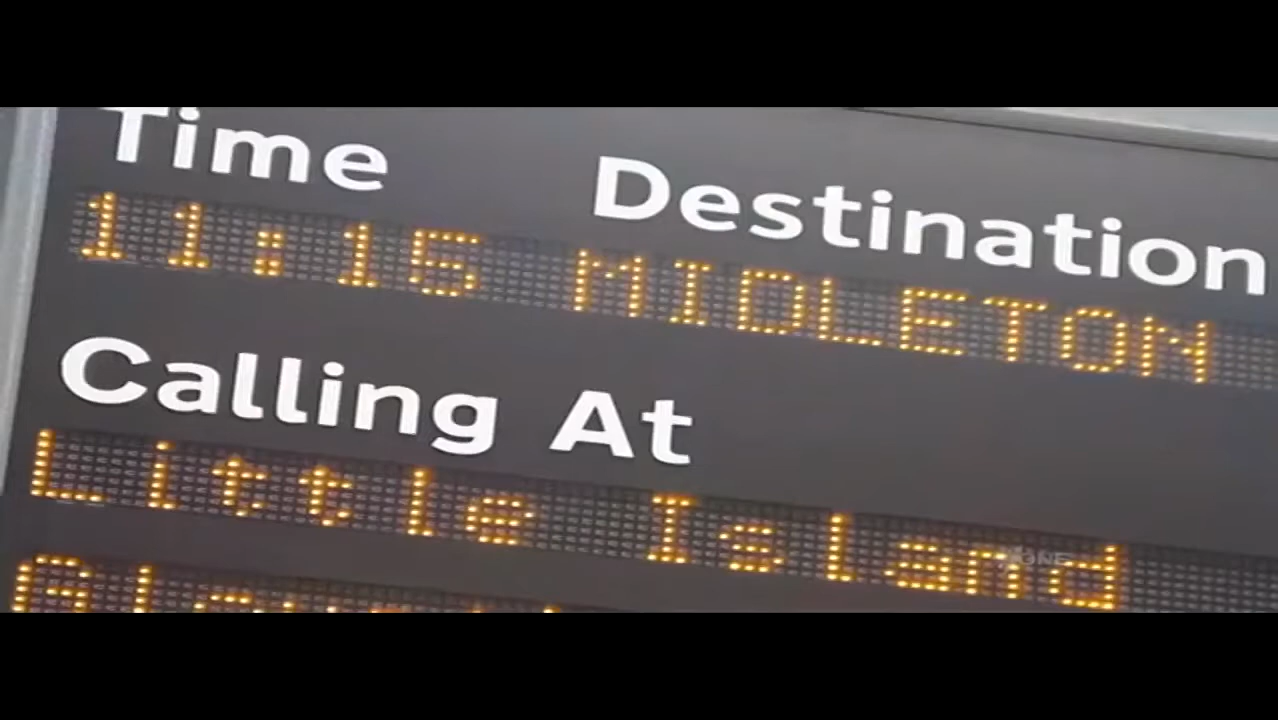 Time Destination
11:15 MIDLETON
Calling At
Little Island